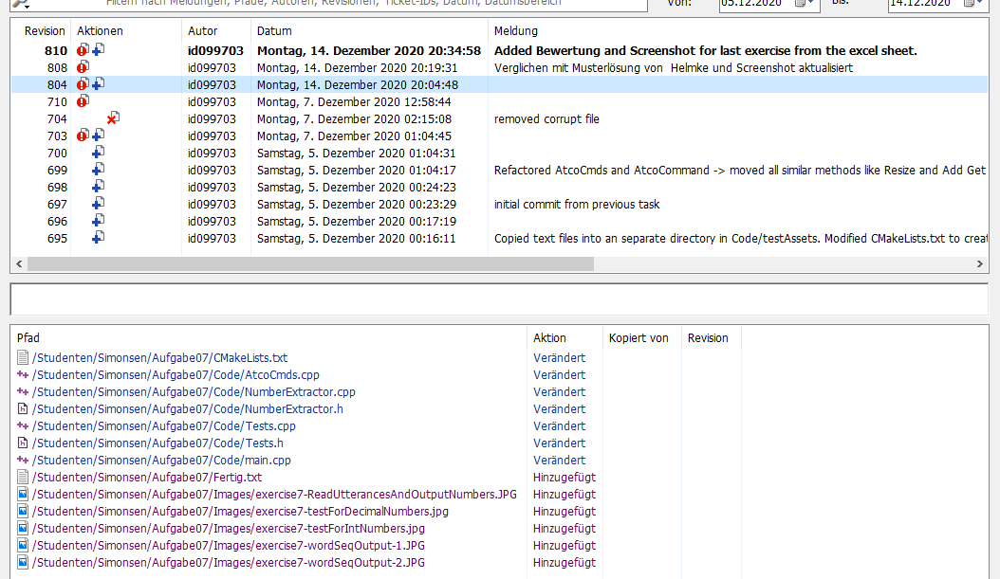 Filtern nach Meldungen, Pfade, Autoren, Revisionen, Ticket-IDs, Datum, Datumsbereich Von: 05.12.2020 Bis: 14.12.2020
Revision Aktionen Autor Datum Meldung
810 id099703 Montag, 14. Dezember 2020 20:34:58 Added Bewertung and Screenshot for last exercise from the excel sheet.
808 id099703 Montag, 14. Dezember 2020 20:19:31 Verglichen mit Musterlösung von Helmke und Screenshot aktualisiert
804 id099703 Montag, 14. Dezember 2020 20:04:48
710 id099703 Montag, 7. Dezember 2020 12:58:44
704 id099703 Montag, 7. Dezember 2020 02:15:08 removed corrupt file
703 id099703 Montag, 7. Dezember 2020 01:04:45
700 id099703 Samstag, 5. Dezember 2020 01:04:31
699 id099703 Samstag, 5. Dezember 2020 01:04:17 Refactored AtcoCmds and AtcoCommand -> moved all similar methods like Resize and Add Get
698 id099703 Samstag, 5. Dezember 2020 00:24:23
697 id099703 Samstag, 5. Dezember 2020 00:23:29 initial commit from previous task
696 id099703 Samstag, 5. Dezember 2020 00:17:19
695 id099703 Samstag, 5. Dezember 2020 00:16:11 Copied text files into an separate directory in Code/testAssets. Modified CMakeLists.txt to crea
Pfad Aktion Kopiert von Revision
/Studenten/Simonsen/Aufgabe07/CMakeLists.txt Verändert
/Studenten/Simonsen/Aufgabe07/Code/AtcoCmds.cpp Verändert
/Studenten/Simonsen/Aufgabe07/Code/NumberExtractor.cpp Verändert
/Studenten/Simonsen/Aufgabe07/Code/NumberExtractor.h Verändert
/Studenten/Simonsen/Aufgabe07/Code/Tests.cpp Verändert
/Studenten/Simonsen/Aufgabe07/Code/Tests.h Verändert
/Studenten/Simonsen/Aufgabe07/Code/main.cpp Verändert
/Studenten/Simonsen/Aufgabe07/Fertig.txt Hinzugefügt
/Studenten/Simonsen/Aufgabe07/Images/exercise7-ReadUtterancesAndOutputNumbers.JPG Hinzugefügt
/Studenten/Simonsen/Aufgabe07/Images/exercise7-testForDecimalNumbers.jpg Hinzugefügt
/Studenten/Simonsen/Aufgabe07/Images/exercise7-testForIntNumbers.jpg Hinzugefügt
/Studenten/Simonsen/Aufgabe07/Images/exercise7-wordSeqOutput-1.JPG Hinzugefügt
/Studenten/Simonsen/Aufgabe07/Images/exercise7-wordSeqOutput-2.JPG Hinzugefügt